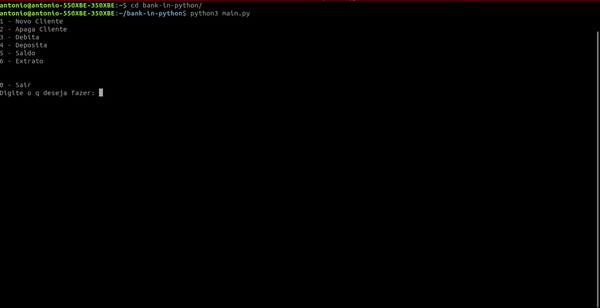 antonio@antonio-550XBE-350XBE:~$ cd bank-in-python/
antonio@antonio-550XBE-350XBE:~/bank-in-python$ python3 main.py
1 - Novo Cliente
2 - Apaga Cliente
3 - Debita
4 - Deposita
5 - Saldo
6 - Extrato
0 - Sair
Digite o q deseja fazer: